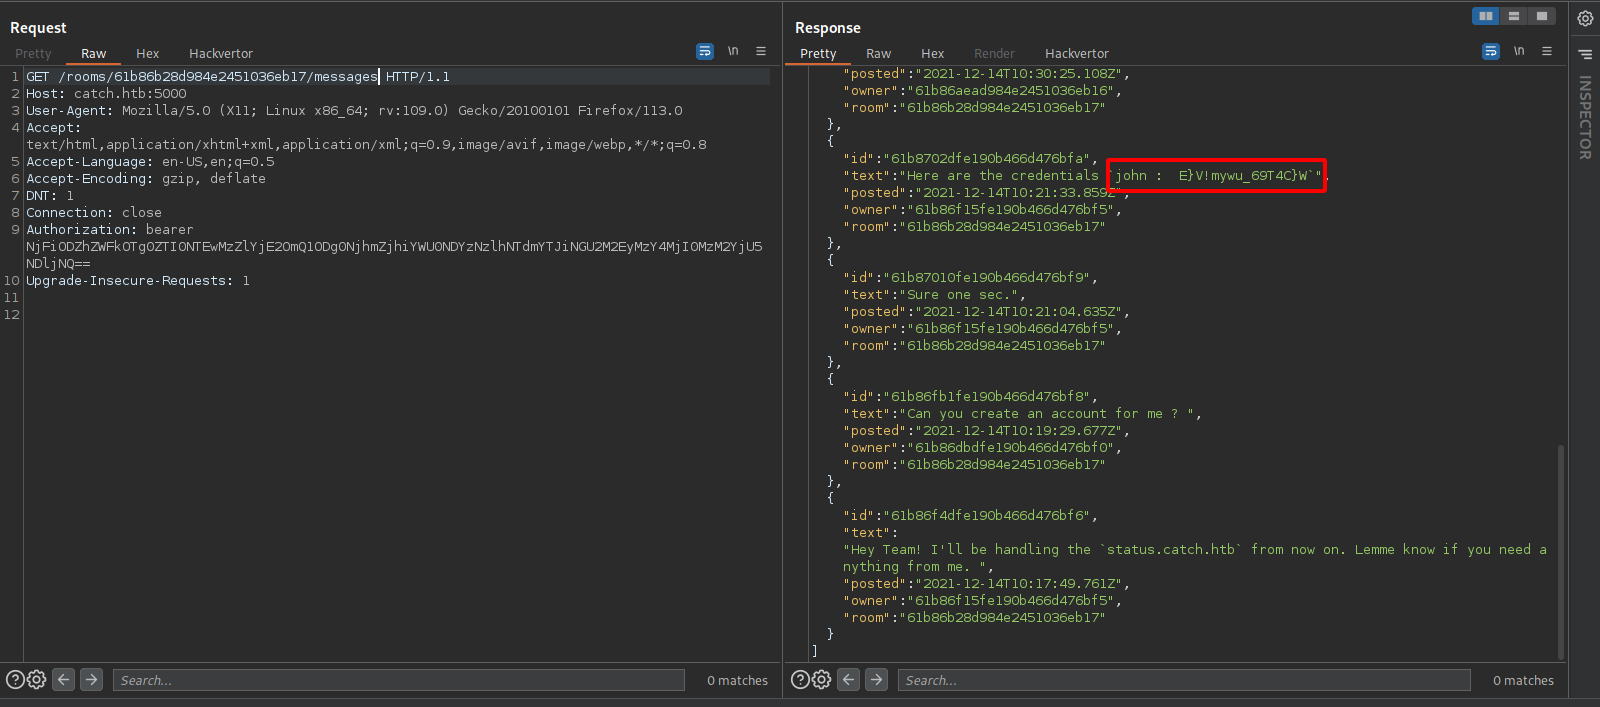 Request
Pretty Raw Hex Hackvertor
\n
1 GET /rooms/61b86b28d984e2451036eb17/messages HTTP/1.1
2 Host: catch.htb:5000
3 User-Agent: Mozilla/5.0 (X11; Linux x86_64; rv:109.0) Gecko/20100101 Firefox/113.0
4 Accept:
text/html,application/xhtml+xml,application/xml;q=0.9,image/avif,image/webp,*/*;q=0.8
5 Accept-Language: en-US,en;q=0.5
6 Accept-Encoding: gzip, deflate
7 DNT: 1
8 Connection: close
9 Authorization: bearer
NjFiODZhZWFkOTg0ZTI0NTEwMzZlYjE2OmQ1ODg0NjhmZjhiYWU0NDYzNzlhNTdmYTJiNGU2M2EyMzY4MjI0MzM2YjU5
NDljNQ==
10 Upgrade-Insecure-Requests: 1
11
12
Search...
0 matches
Response
Pretty Raw Hex Render Hackvertor
\n
"posted":"2021-12-14T10:30:25.108Z",
"owner":"61b86aead984e2451036eb16",
"room":"61b86b28d984e2451036eb17"
},
{
"id":"61b8702dfe190b466d476bfa",
"text":"Here are the credentials `john :  E}V!mywu_69T4C}W`",
"posted":"2021-12-14T10:21:33.859Z",
"owner":"61b86f15fe190b466d476bf5",
"room":"61b86b28d984e2451036eb17"
},
{
"id":"61b87010fe190b466d476bf9",
"text":"Sure one sec.",
"posted":"2021-12-14T10:21:04.635Z",
"owner":"61b86f15fe190b466d476bf5",
"room":"61b86b28d984e2451036eb17"
},
{
"id":"61b86fb1fe190b466d476bf8",
"text":"Can you create an account for me ? ",
"posted":"2021-12-14T10:19:29.677Z",
"owner":"61b86dbdfe190b466d476bf0",
"room":"61b86b28d984e2451036eb17"
},
{
"id":"61b86f4dfe190b466d476bf6",
"text":
"Hey Team! I'll be handling the `status.catch.htb` from now on. Lemme know if you need a
nything from me. ",
"posted":"2021-12-14T10:17:49.761Z",
"owner":"61b86f15fe190b466d476bf5",
"room":"61b86b28d984e2451036eb17"
}
]
Search...
0 matches
INSPECTOR